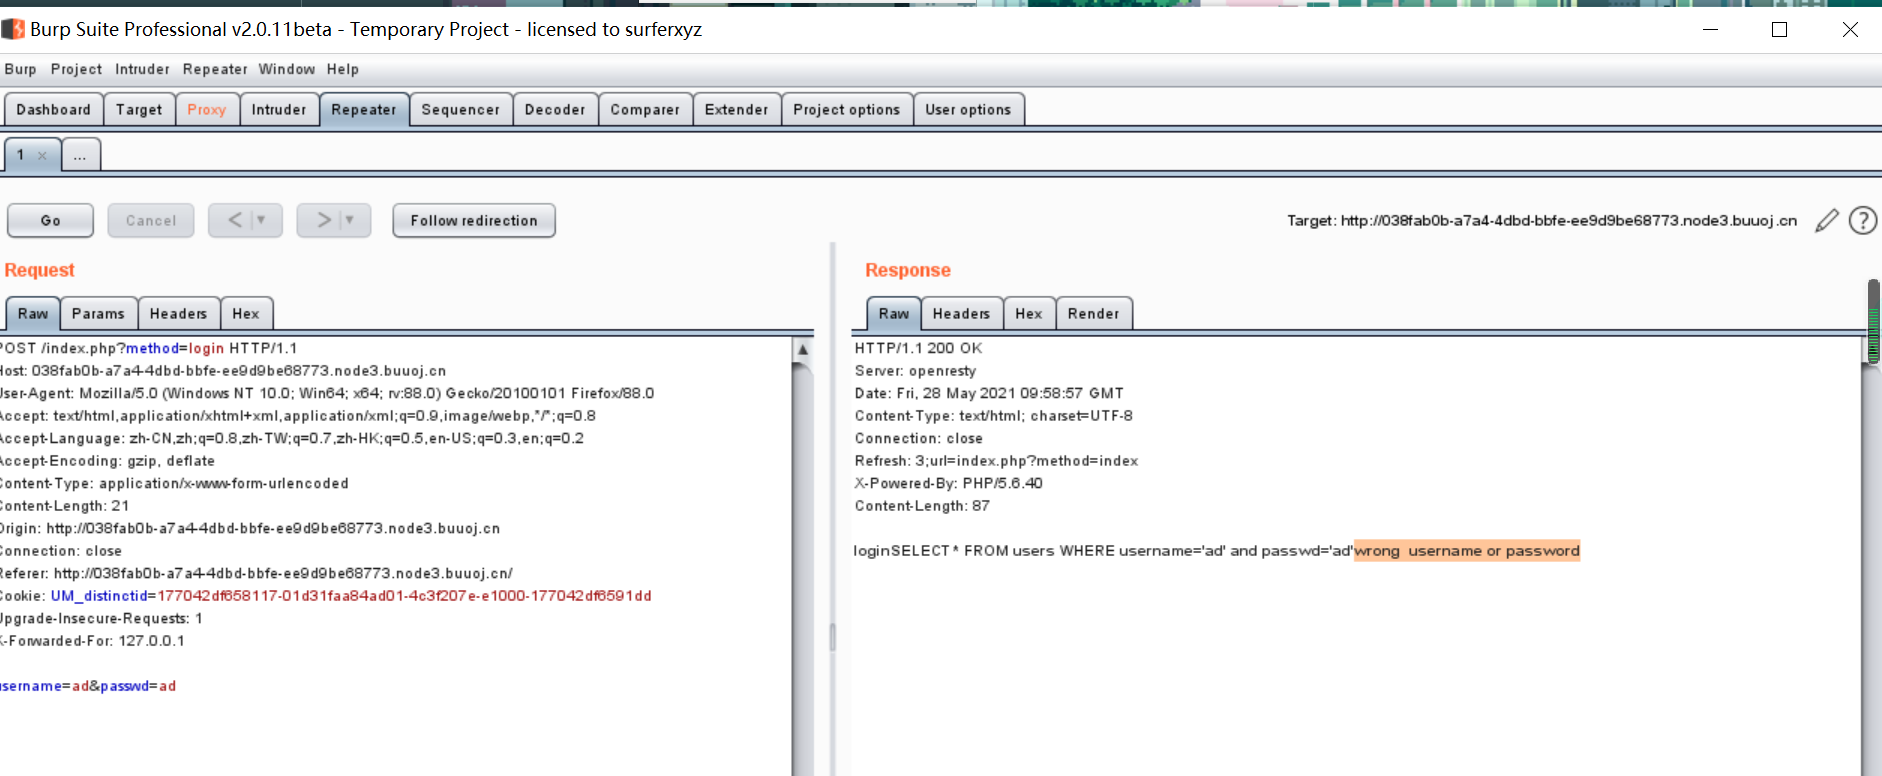 Burp Suite Professional v2.0.11beta - Temporary Project - licensed to surferxyz
Burp Project Intruder Repeater Window Help
Dashboard Target Proxy Intruder Repeater Sequencer Decoder Comparer Extender Project options User options
1 × ...
Go Cancel < ▼ > ▼ Follow redirection Target: http://038fab0b-a7a4-4dbd-bbfe-ee9d9be68773.node3.buuoj.cn ?
Request
Raw Params Headers Hex
POST /index.php?method=login HTTP/1.1
Host: 038fab0b-a7a4-4dbd-bbfe-ee9d9be68773.node3.buuoj.cn
User-Agent: Mozilla/5.0 (Windows NT 10.0; Win64; x64; rv:88.0) Gecko/20100101 Firefox/88.0
Accept: text/html,application/xhtml+xml,application/xml;q=0.9,image/webp,*/*;q=0.8
Accept-Language: zh-CN,zh;q=0.8,zh-TW;q=0.7,zh-HK;q=0.5,en-US;q=0.3,en;q=0.2
Accept-Encoding: gzip, deflate
Content-Type: application/x-www-form-urlencoded
Content-Length: 21
Origin: http://038fab0b-a7a4-4dbd-bbfe-ee9d9be68773.node3.buuoj.cn
Connection: close
Referer: http://038fab0b-a7a4-4dbd-bbfe-ee9d9be68773.node3.buuoj.cn/
Cookie: UM_distinctid=177042df658117-01d31faa84ad01-4c3f207e-e1000-177042df6591dd
Upgrade-Insecure-Requests: 1
X-Forwarded-For: 127.0.0.1
username=ad&passwd=ad
Response
Raw Headers Hex Render
HTTP/1.1 200 OK
Server: openresty
Date: Fri, 28 May 2021 09:58:57 GMT
Content-Type: text/html; charset=UTF-8
Connection: close
Refresh: 3;url=index.php?method=index
X-Powered-By: PHP/5.6.40
Content-Length: 87
loginSELECT * FROM users WHERE username='ad' and passwd='ad'wrong  username or password